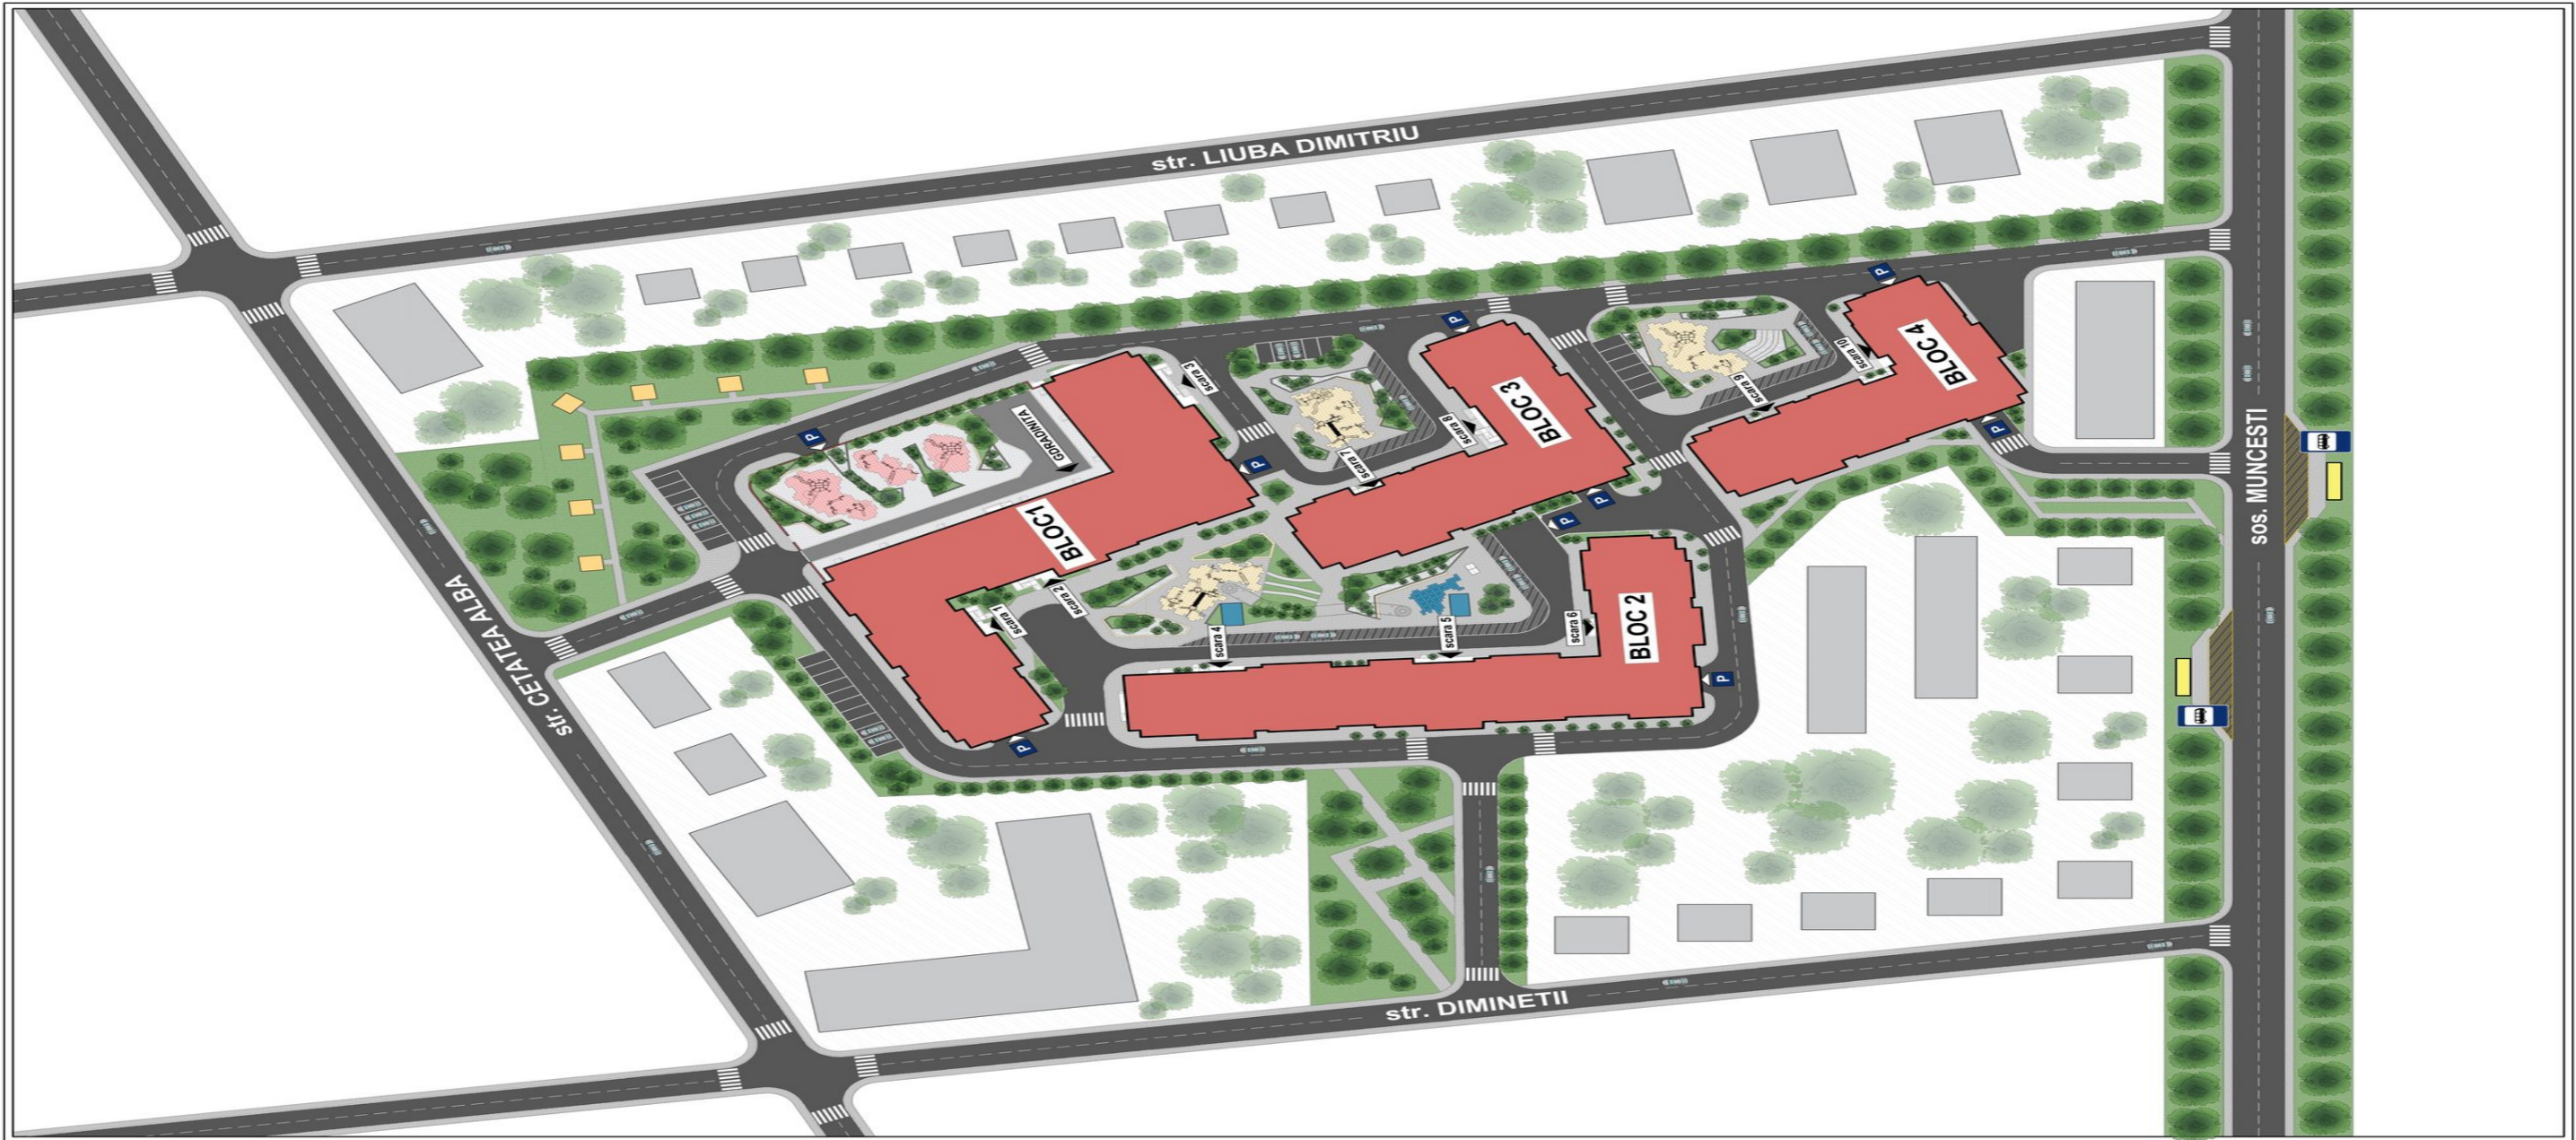 str. LIUBA DIMITRIU
P
P
P
scara 10
BLOC 4
scara 3
BLOC 3
scara 9
GDRADINITA
scara 8
sos. MUNCESTI
P
P
P
scara 7
P
P
BLOC1
str. CETATEA ALBA
scara 2
scara 1
scara 4
scara 5
scara 6
BLOC 2
P
P
str. DIMINETII